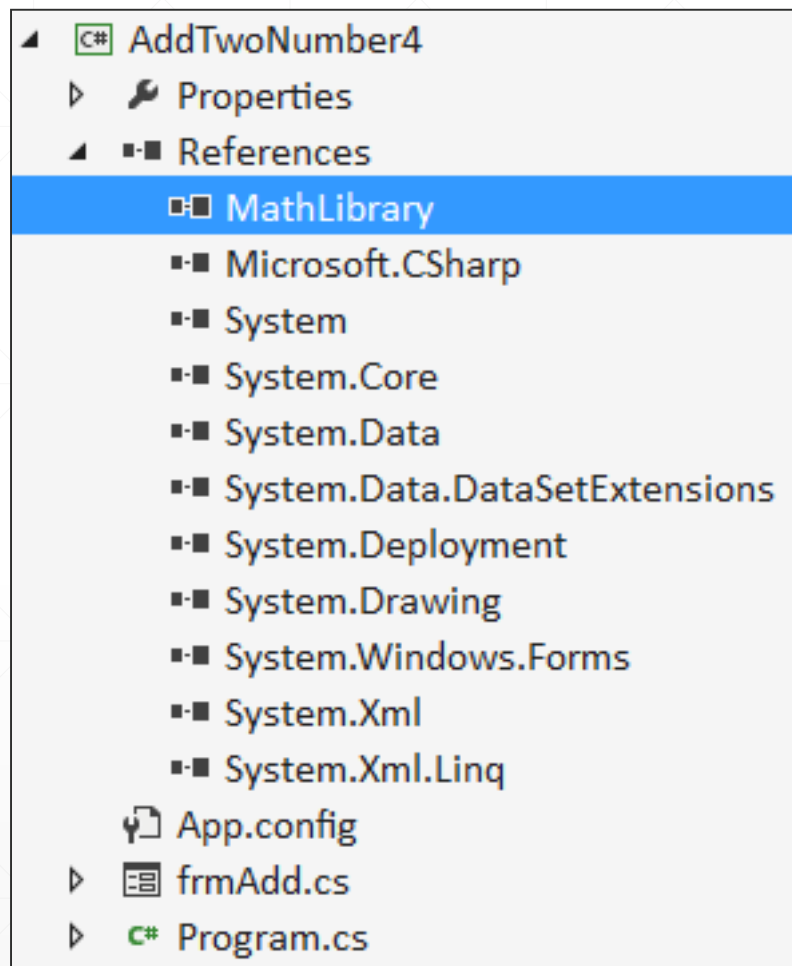 C# AddTwoNumber4
Properties
References
MathLibrary
Microsoft.CSharp
System
System.Core
System.Data
System.Data.DataSetExtensions
System.Deployment
System.Drawing
System.Windows.Forms
System.Xml
System.Xml.Linq
App.config
frmAdd.cs
C# Program.cs